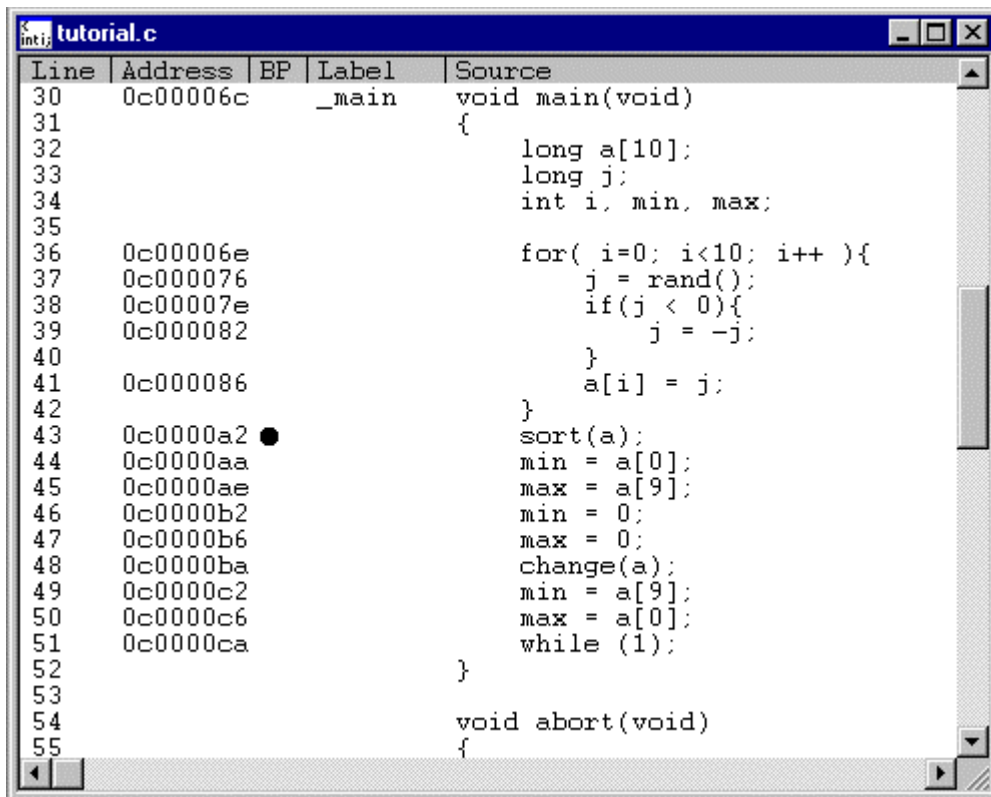 tutorial.c
Line Address BP Label Source
30 0c00006c _main void main(void)
31 {
32 long a[10];
33 long j;
34 int i, min, max;
35
36 0c00006e for( i=0; i<10; i++ ){
37 0c000076 j = rand();
38 0c00007e if(j < 0){
39 0c000082 j = -j;
40 }
41 0c000086 a[i] = j;
42 }
43 0c0000a2 sort(a);
44 0c0000aa min = a[0];
45 0c0000ae max = a[9];
46 0c0000b2 min = 0;
47 0c0000b6 max = 0;
48 0c0000ba change(a);
49 0c0000c2 min = a[9];
50 0c0000c6 max = a[0];
51 0c0000ca while (1);
52 }
53
54 void abort(void)
55 {